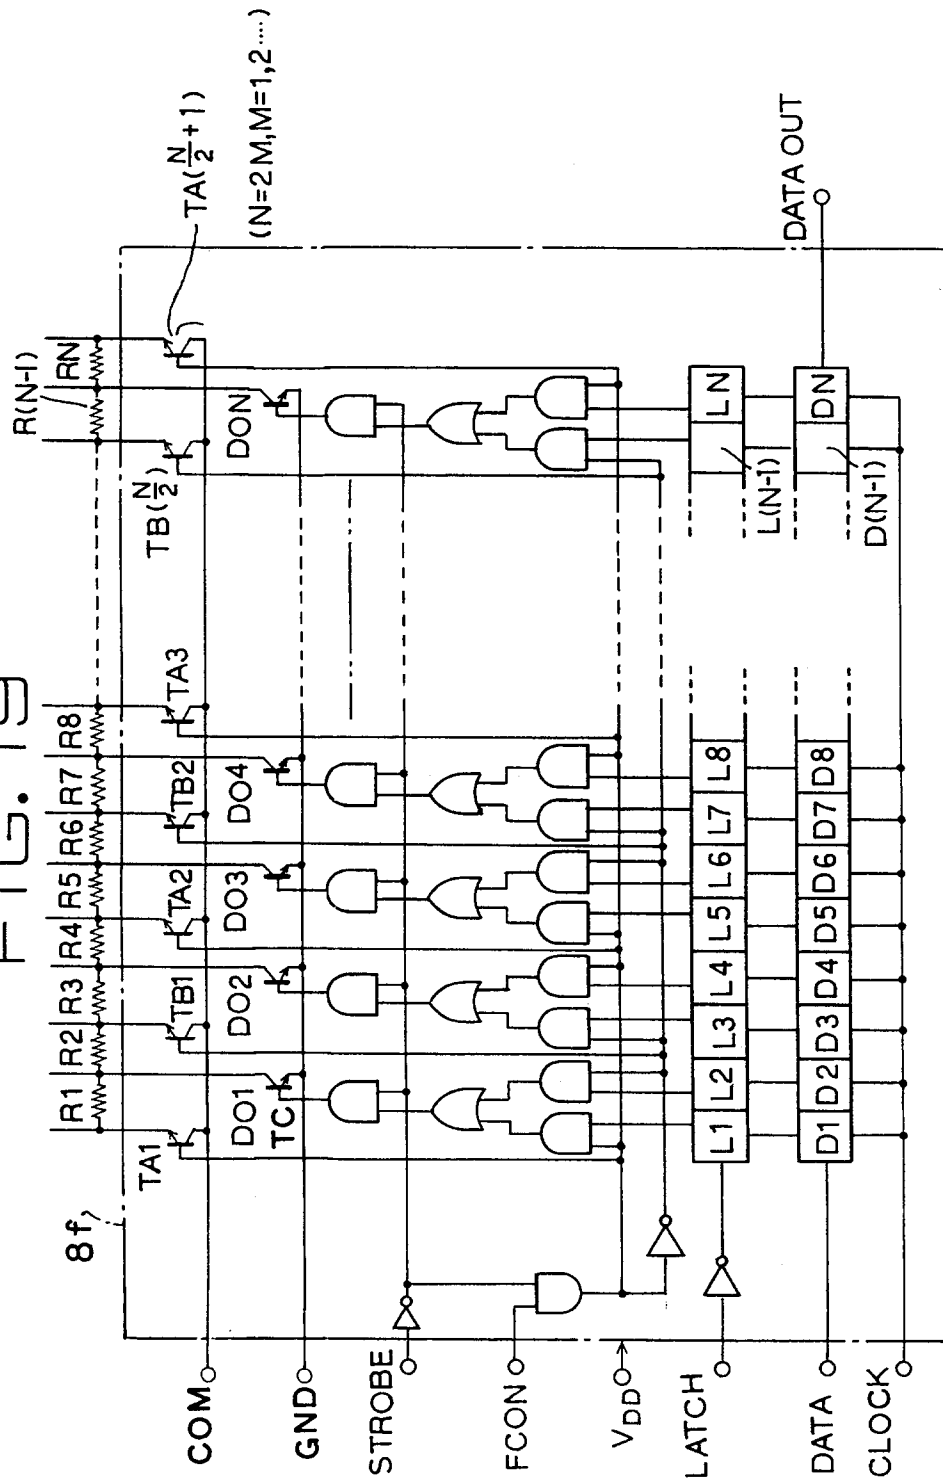 FIG. 19
8f
R1 R2 R3 R4 R5 R6 R7 R8 R(N-1) RN
TA1 TB1 TA2 TB2 TA3 TB(N/2) TA(N/2+1)
(N=2M,M=1,2····)
DO1 DO2 DO3 DO4 DON
TC
COM
GND
STROBE
FCON
VDD
LATCH
L1 L2 L3 L4 L5 L6 L7 L8 L(N-1) LN
DATA
D1 D2 D3 D4 D5 D6 D7 D8 D(N-1) DN
DATA OUT
CLOCK